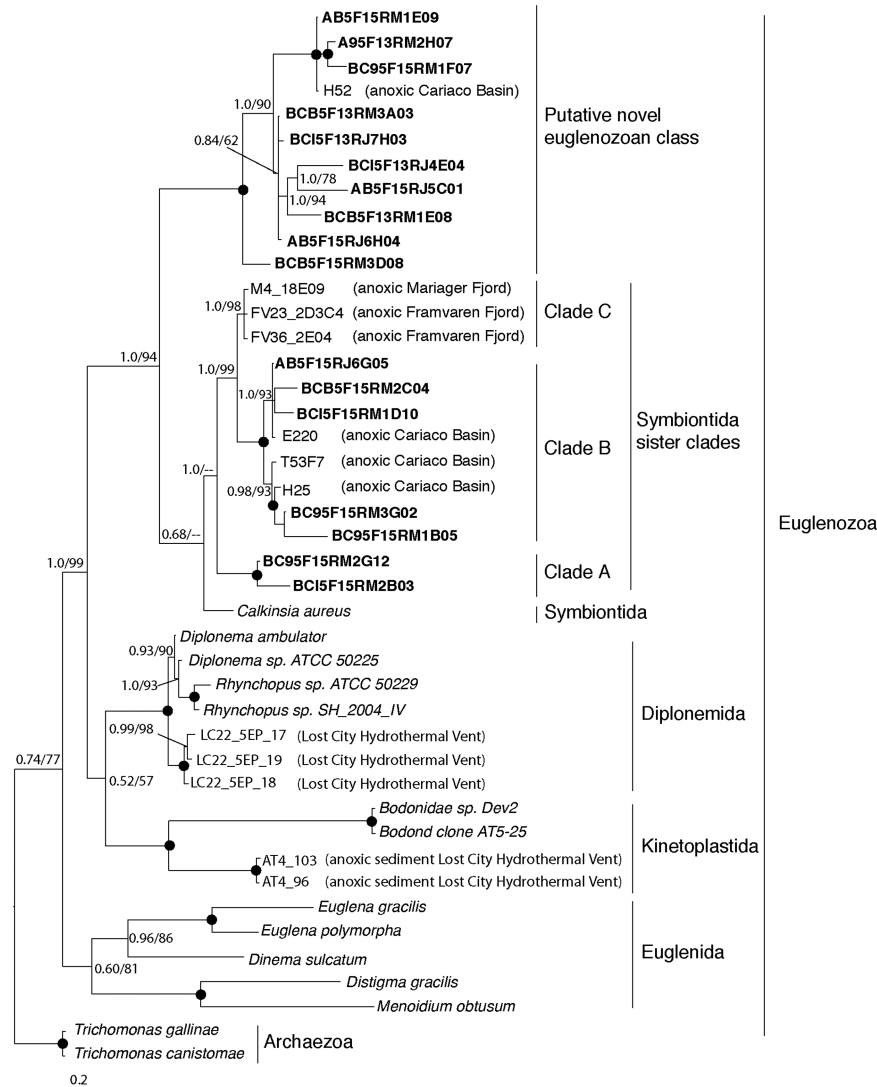 AB5F15RM1E09
A95F13RM2H07
BC95F15RM1F07
H52 (anoxic Cariaco Basin)
1.0/90
BCB5F13RM3A03
Putative novel
euglenozoan class
0.84/62
BCI5F13RJ7H03
BCI5F13RJ4E04
1.0/78
AB5F15RJ5C01
1.0/94
BCB5F13RM1E08
AB5F15RJ6H04
BCB5F15RM3D08
M4_18E09 (anoxic Mariager Fjord)
1.0/98
FV23_2D3C4 (anoxic Framvaren Fjord)
Clade C
FV36_2E04 (anoxic Framvaren Fjord)
1.0/94
AB5F15RJ6G05
1.0/99
BCB5F15RM2C04
1.0/93
BCI5F15RM1D10
Symbiontida
sister clades
E220 (anoxic Cariaco Basin)
Clade B
T53F7 (anoxic Cariaco Basin)
1.0/--
H25 (anoxic Cariaco Basin)
0.98/93
BC95F15RM3G02
Euglenozoa
0.68/--
BC95F15RM1B05
1.0/99
BC95F15RM2G12
Clade A
BCI5F15RM2B03
Calkinsia aureus
Symbiontida
Diplonema ambulator
0.93/90
Diplonema sp. ATCC 50225
1.0/93
Rhynchopus sp. ATCC 50229
Rhynchopus sp. SH_2004_IV
Diplonemida
0.99/98
LC22_5EP_17 (Lost City Hydrothermal Vent)
LC22_5EP_19 (Lost City Hydrothermal Vent)
0.74/77
0.52/57
LC22_5EP_18 (Lost City Hydrothermal Vent)
Bodonidae sp. Dev2
Bodond clone AT5-25
Kinetoplastida
AT4_103 (anoxic sediment Lost City Hydrothermal Vent)
AT4_96 (anoxic sediment Lost City Hydrothermal Vent)
Euglena gracilis
Euglena polymorpha
0.96/86
Dinema sulcatum
Euglenida
0.60/81
Distigma gracilis
Menoidium obtusum
Trichomonas gallinae
Archaezoa
Trichomonas canistomae
0.2